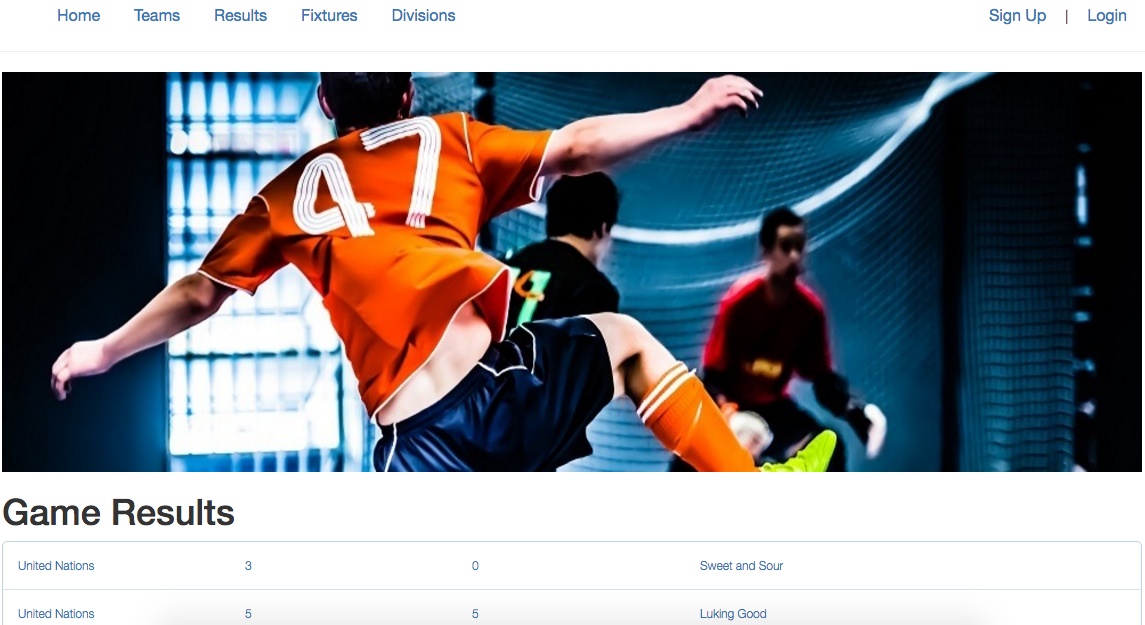 Home Teams Results Fixtures Divisions Sign Up | Login
47
Game Results
United Nations 3 0 Sweet and Sour
United Nations 5 5 Luking Good